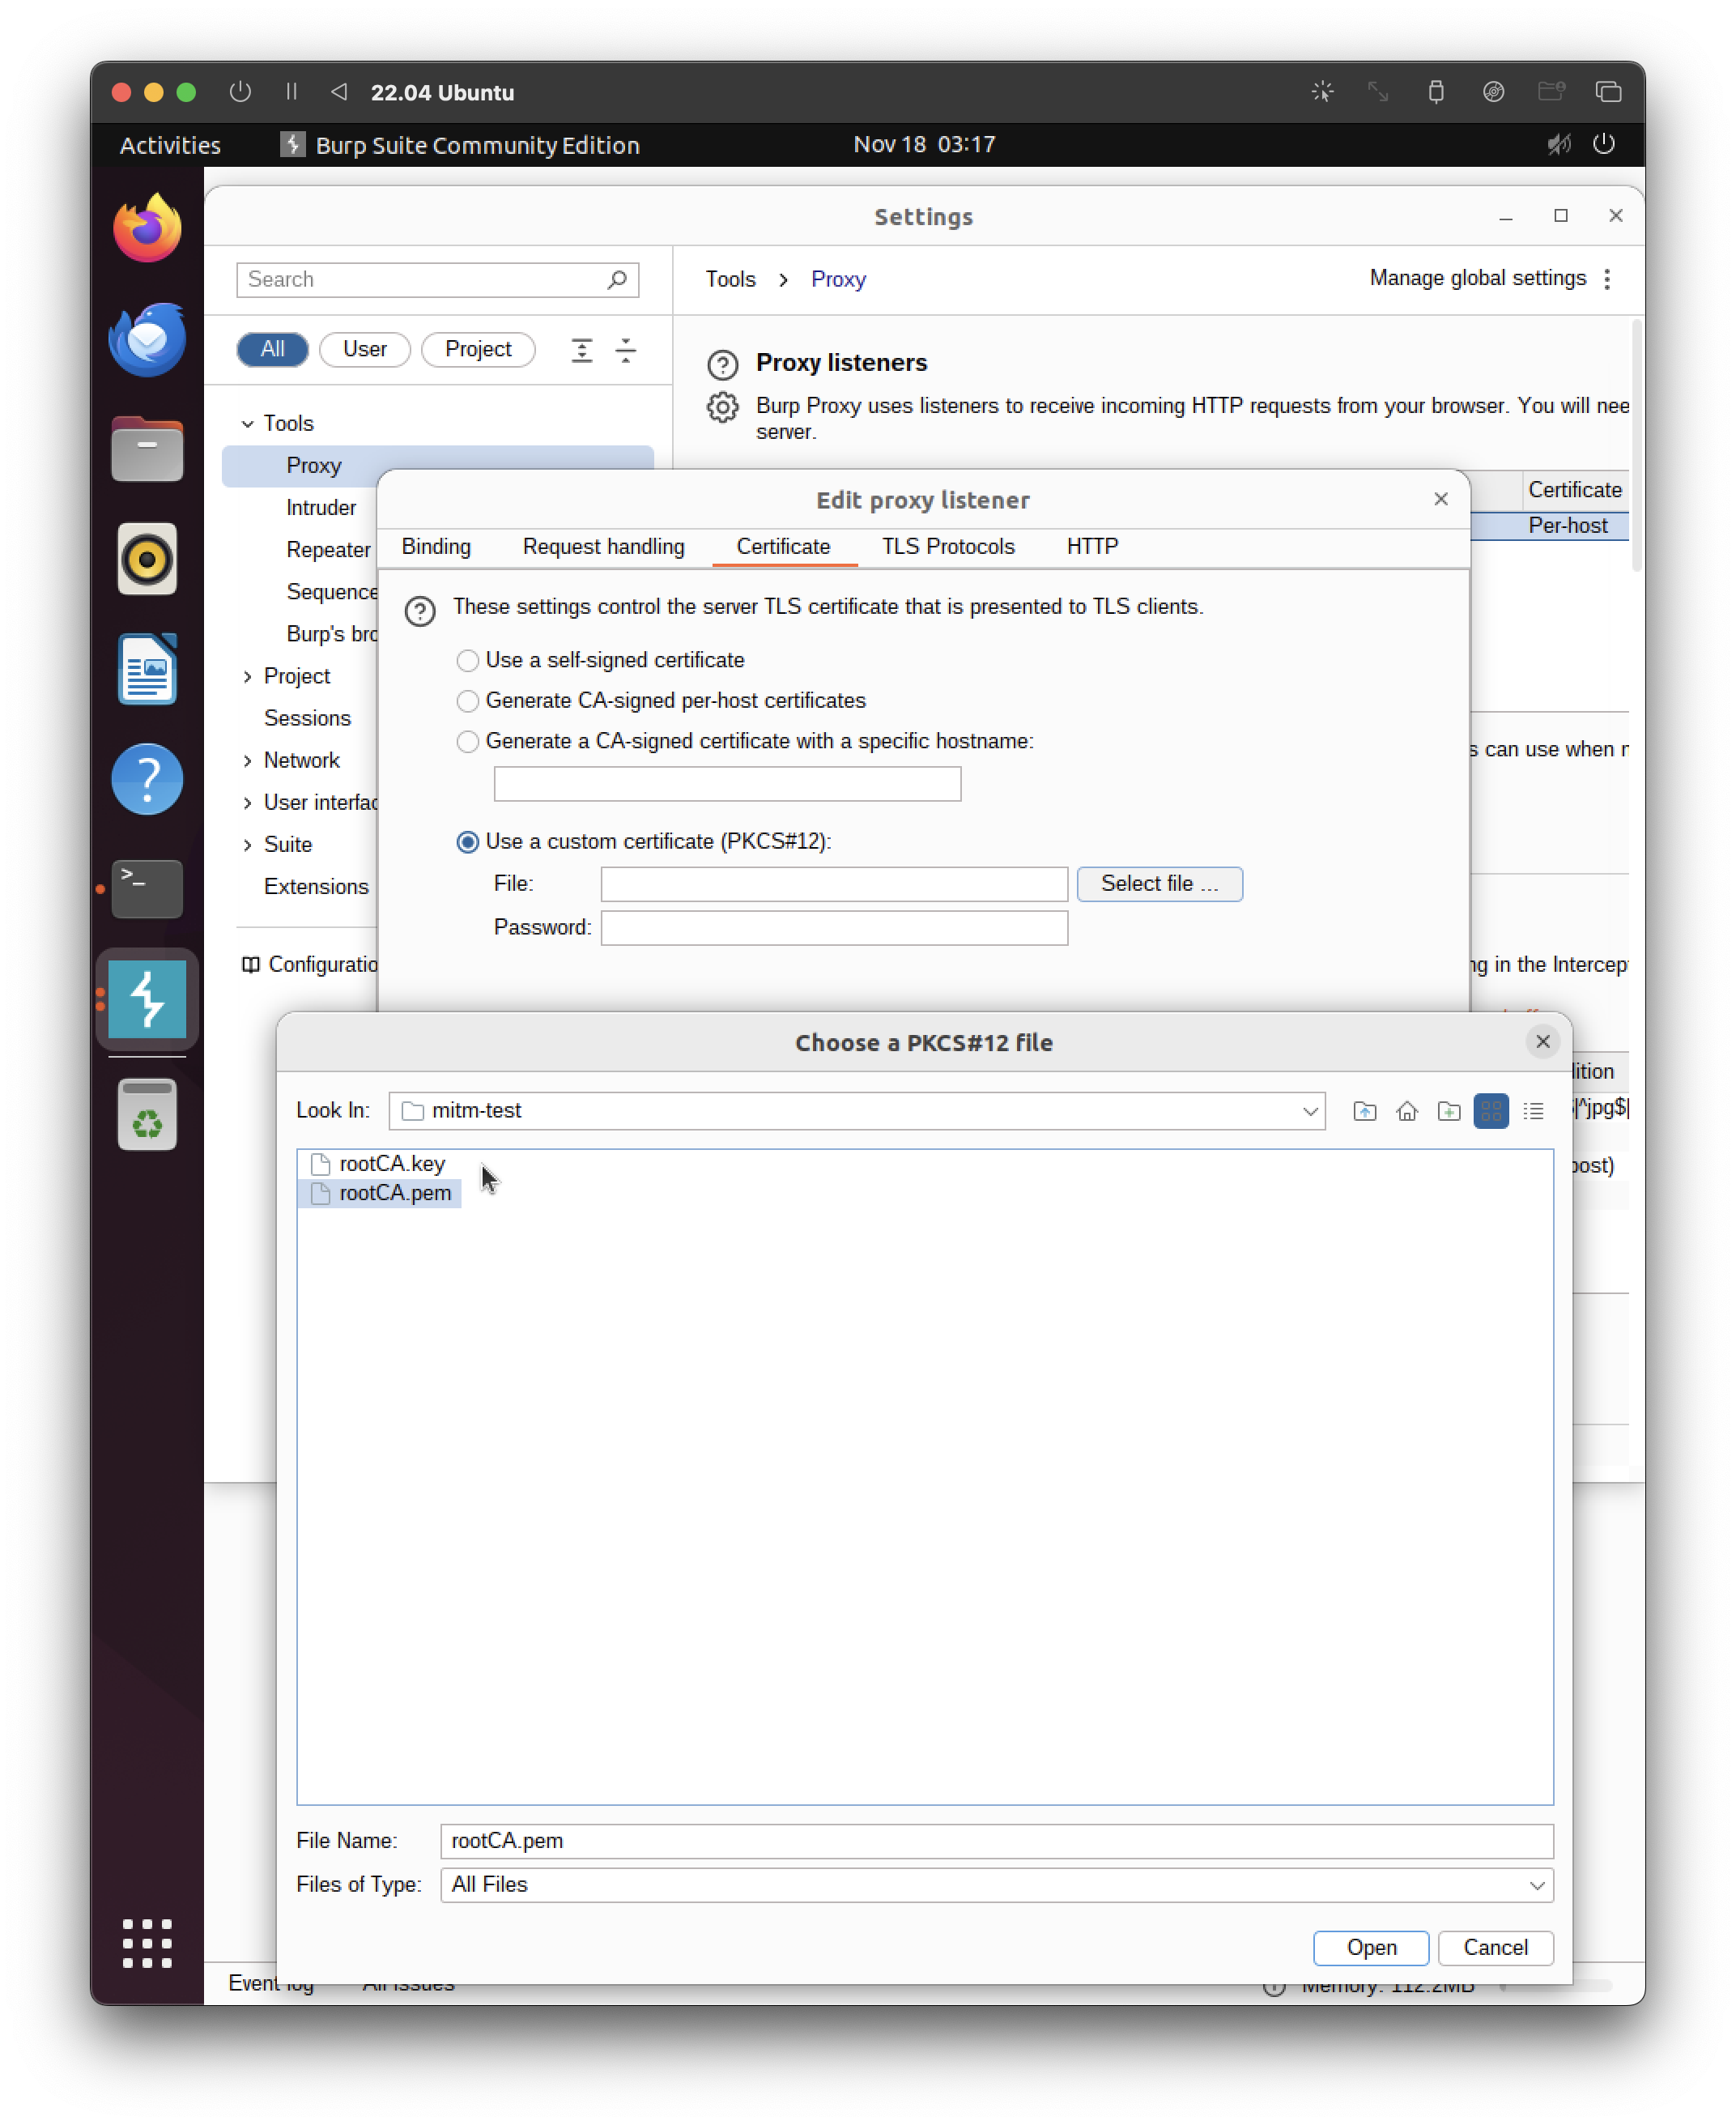 22.04 Ubuntu
Activities
Burp Suite Community Edition
Nov 18 03:17
Settings
Search
Tools > Proxy
Manage global settings
All
User
Project
Proxy listeners
Burp Proxy uses listeners to receive incoming HTTP requests from your browser. You will nee
server.
Tools
Proxy
Intruder
Repeater
Sequence
Burp's bro
Project
Sessions
Network
User interfac
Suite
Extensions
Configuratio
Certificate
Per-host
s can use when
ng in the Intercep
Edit proxy listener
Binding
Request handling
Certificate
TLS Protocols
HTTP
These settings control the server TLS certificate that is presented to TLS clients.
Use a self-signed certificate
Generate CA-signed per-host certificates
Generate a CA-signed certificate with a specific hostname:
Use a custom certificate (PKCS#12):
File:
Select file ...
Password:
Choose a PKCS#12 file
Look In:
mitm-test
rootCA.key
rootCA.pem
File Name:
rootCA.pem
Files of Type:
All Files
Open
Cancel
dition
|^jpg$|
post)
Event log
All issues
Memory: 112.2MB